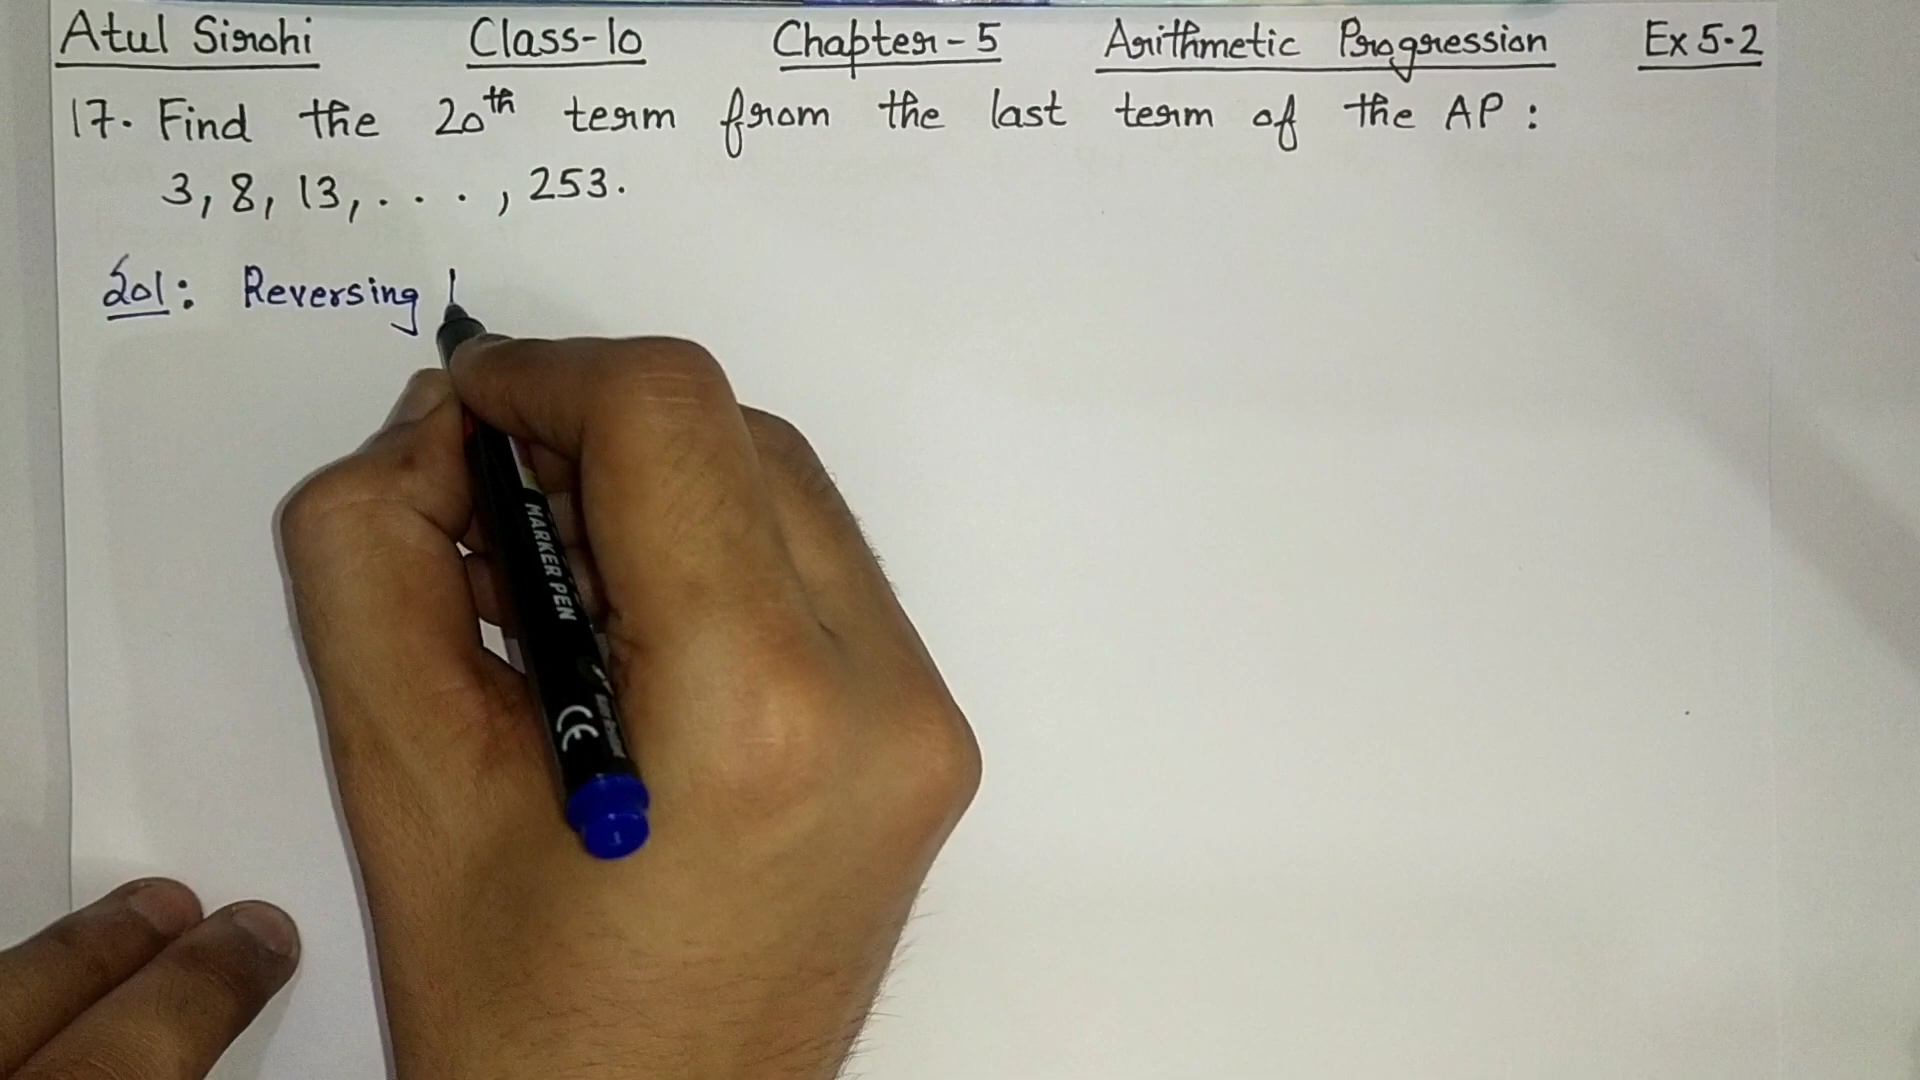 Atul Sirohi Class-10 Chapter-5 Arithmetic Progression Ex 5.2
17. Find the 20th term from the last term of the AP :
3, 8, 13, . . . , 253.
Sol: Reversing
MARKER PEN
CE